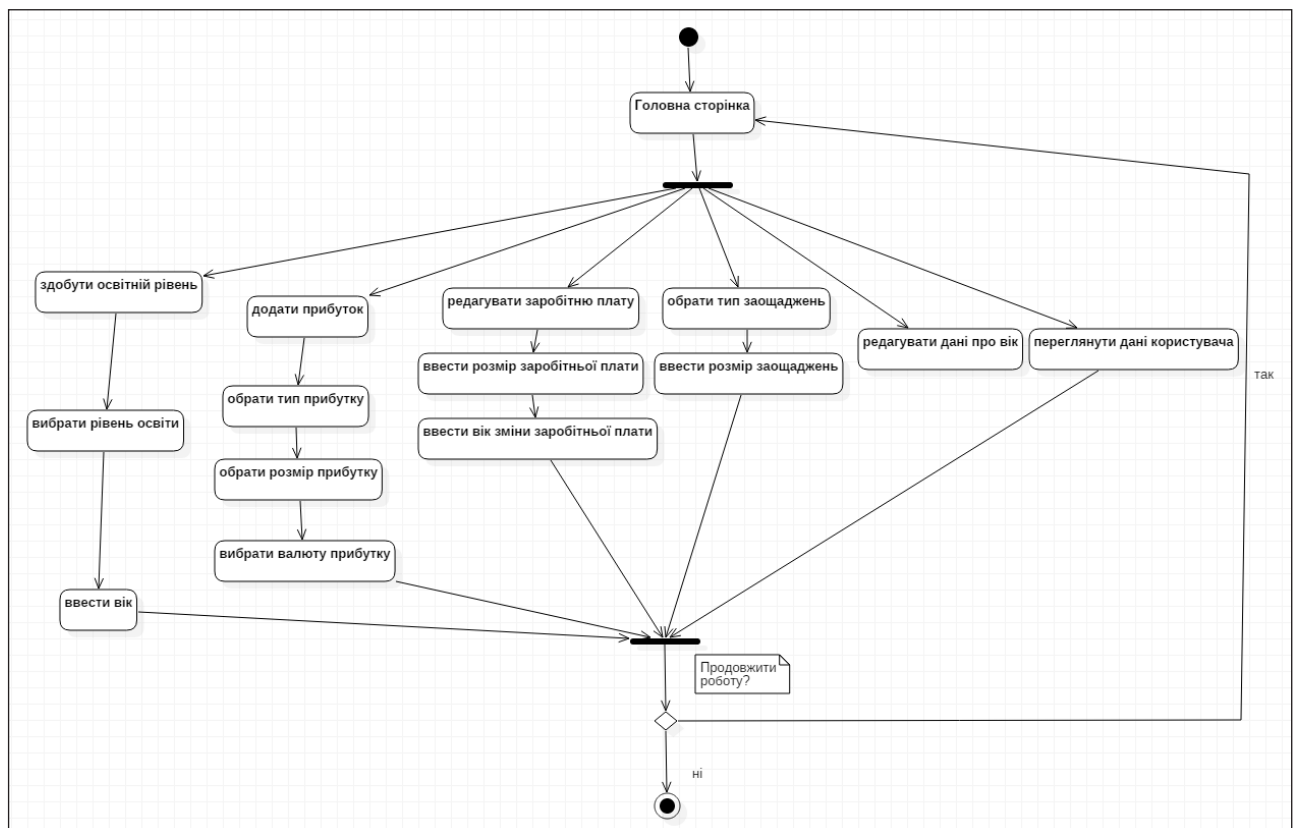 Головна сторінка
здобути освітній рівень
додати прибуток
редагувати заробітню плату
обрати тип заощаджень
редагувати дані про вік
переглянути дані користувача
ввести розмір заробітньої плати
ввести розмір заощаджень
так
обрати тип прибутку
вибрати рівень освіти
ввести вік зміни заробітньої плати
обрати розмір прибутку
вибрати валюту прибутку
ввести вік
Продовжити
роботу?
ні